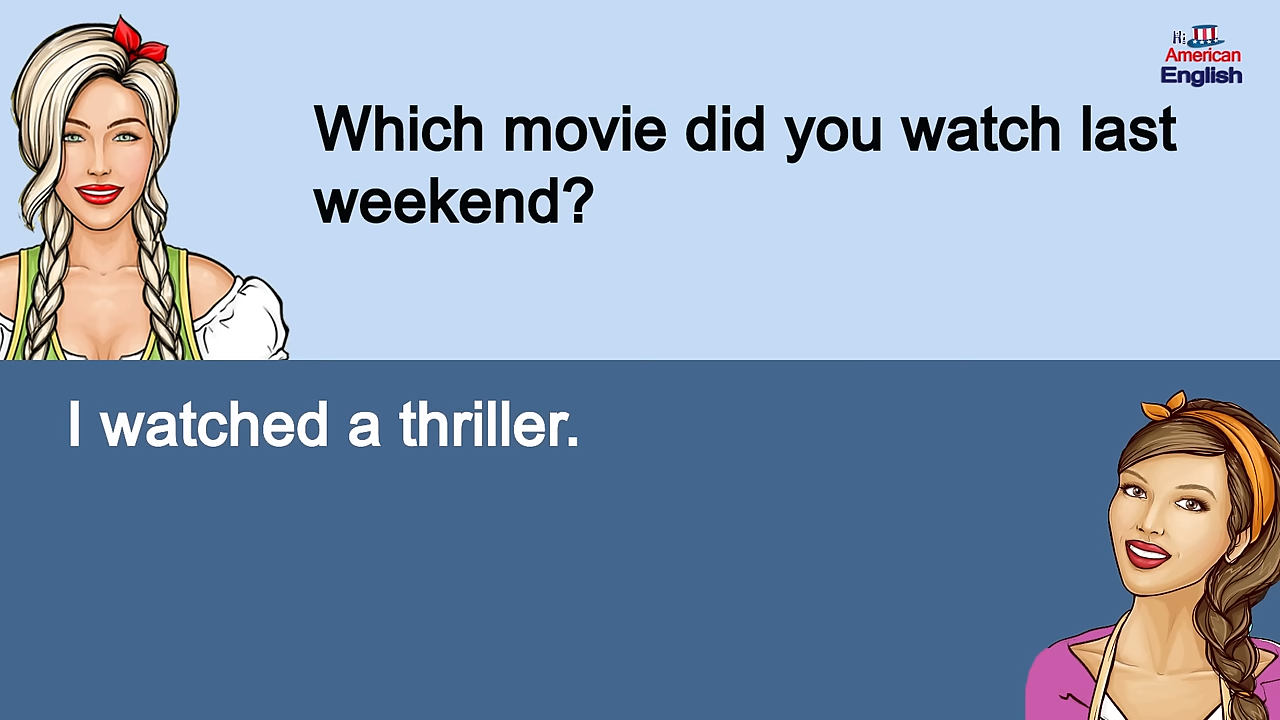 Hi
American
English
Which movie did you watch last
weekend?
I watched a thriller.